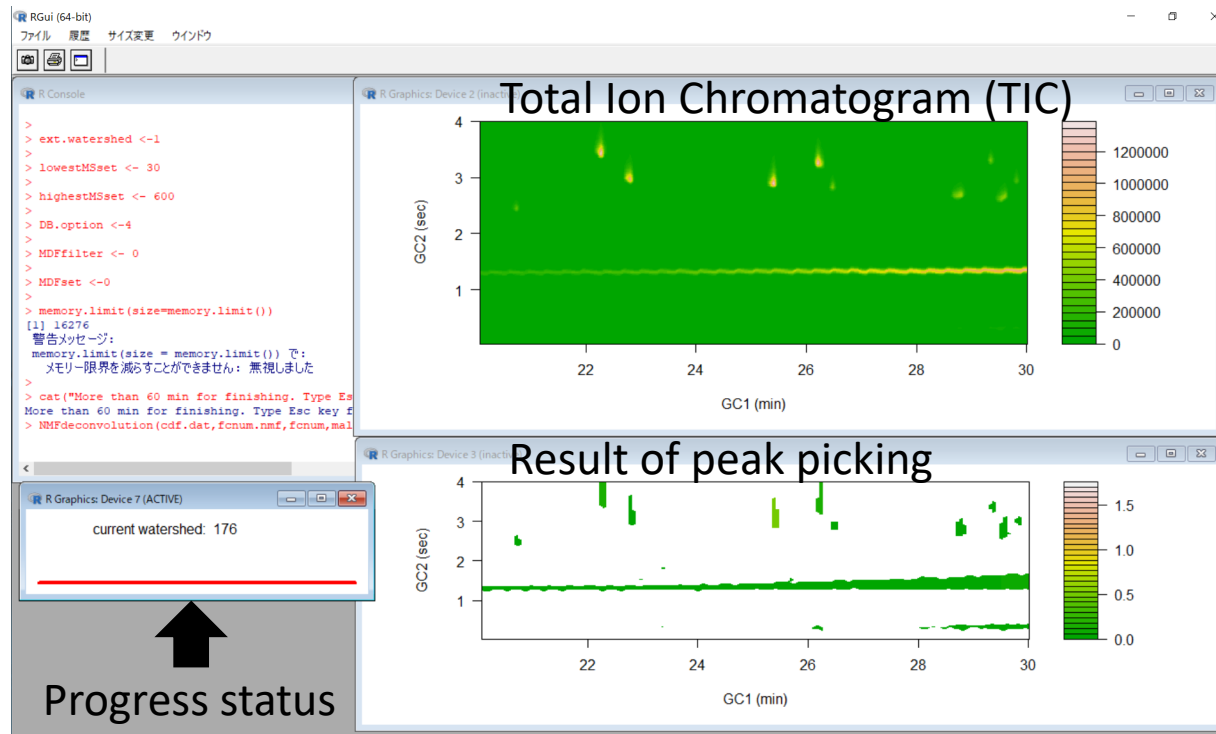 RGui (64-bit)
ファイル 履歴 サイズ変更 ウインドウ
R Console
>
> ext.watershed <-1
>
> lowestMSset <- 30
>
> highestMSset <- 600
>
> DB.option <-4
>
> MDFfilter <- 0
>
> MDFset <-0
>
> memory.limit(size=memory.limit())
[1] 16276
警告メッセージ:
memory.limit(size = memory.limit()) で:
メモリー限界を減らすことができません: 無視しました
>
> cat("More than 60 min for finishing. Type Es
More than 60 min for finishing. Type Esc key f
> NMFdeconvolution(cdf.dat,fcnum.nmf,fcnum,mal
R Graphics: Device 2 (inactive)
Total Ion Chromatogram (TIC)
4
3
2
1
GC2 (sec)
22 24 26 28 30
GC1 (min)
1200000
1000000
800000
600000
400000
200000
0
R Graphics: Device 3 (inactive)
Result of peak picking
4
3
2
1
GC2 (sec)
22 24 26 28 30
GC1 (min)
1.5
1.0
0.5
0.0
R Graphics: Device 7 (ACTIVE)
current watershed: 176
Progress status